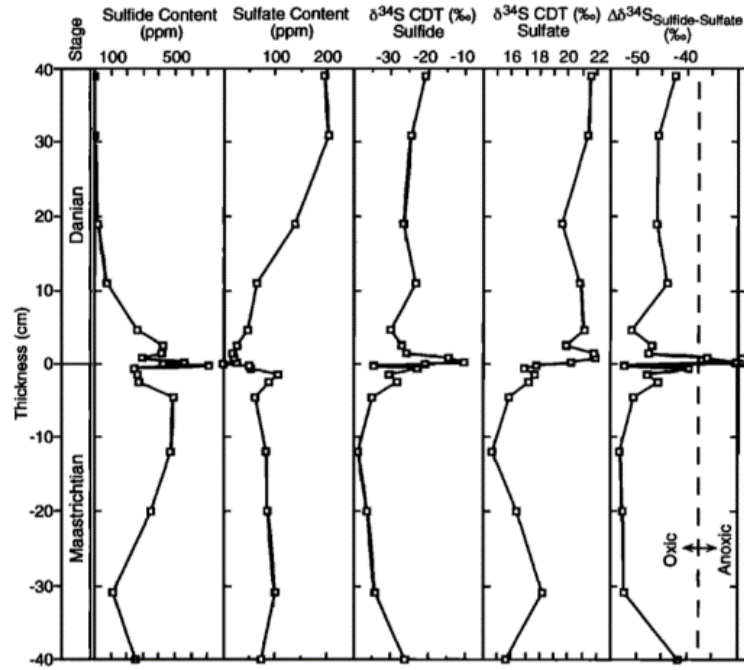 Stage
Sulfide Content (ppm)
100 500
Sulfate Content (ppm)
100 200
δ³⁴S CDT (‰) Sulfide
-30 -20 -10
δ³⁴S CDT (‰) Sulfate
16 18 20 22
Δδ³⁴S Sulfide-Sulfate (‰)
-50 -40
Thickness (cm)
40
30
20
10
0
-10
-20
-30
-40
Danian
Maastrichtian
Oxic
Anoxic